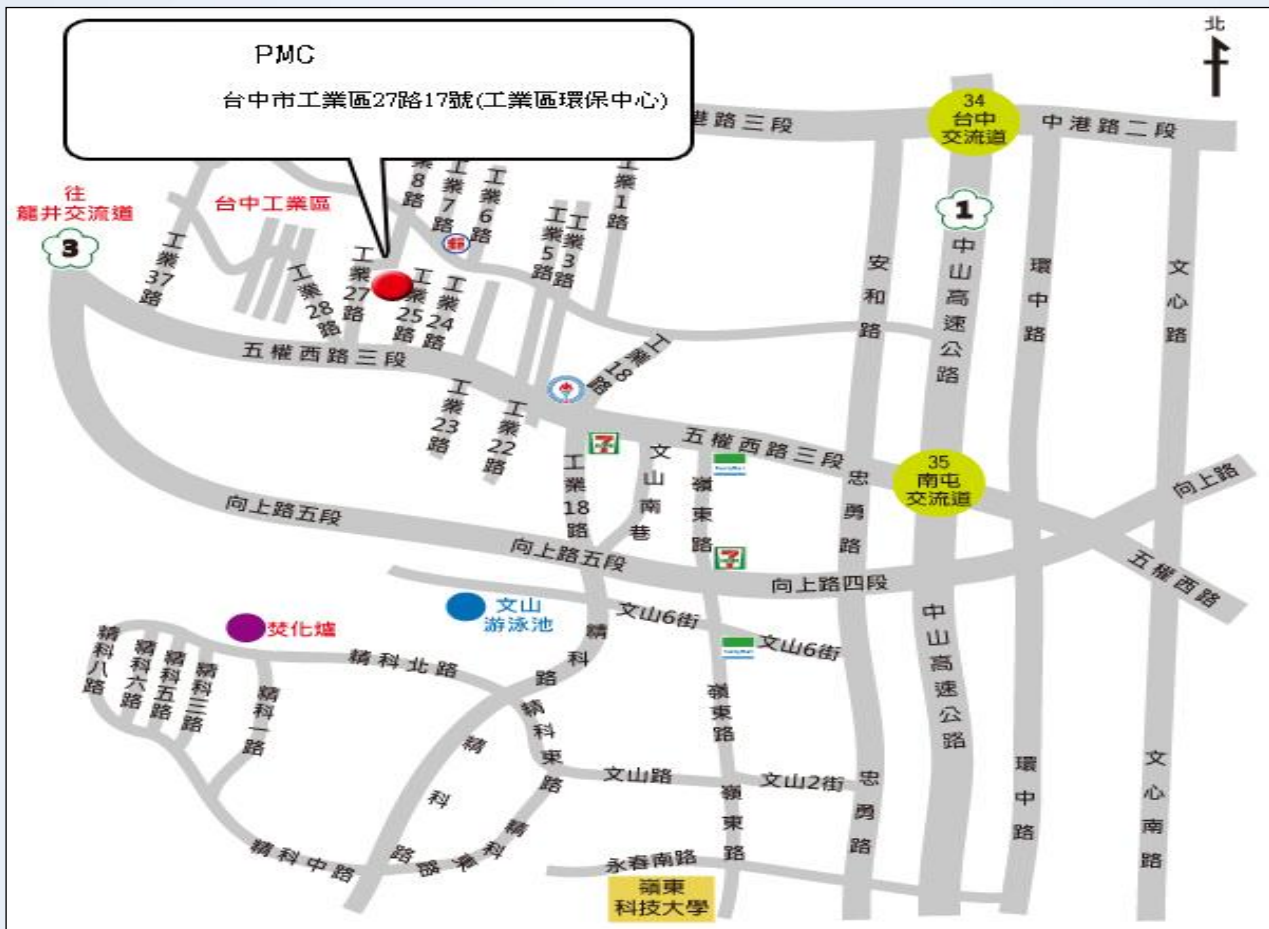 北
PMC
台中市工業區27路17號(工業區環保中心)
港路三段
34
台中
交流道
中港路二段
往
龍井交流道
3
台中工業區
業8路
業7路
工業6路
工業5路
工業3路
工業1路
1
中山高速公路
安和路
環中路
文心路
工業37路
工業28路
工業27路
工業25路
工業24路
五權西路三段
工業18路
工業23路
工業22路
7
五權西路三段
35
南屯
交流道
向上路
工業18路
文山南巷
嶺東路
忠勇路
向上路五段
向上路五段
7
向上路四段
五權西路
焚化爐
文山
游泳池
文山6街
文山6街
中山高速公路
精科八路
精科六路
精科五路
精科三路
精科一路
精科北路
精科路
精科東路
嶺東路
文山路
文山2街
忠勇路
環中路
文心南路
精科路
精科東路
精科中路
嶺東路
永春南路
嶺東
科技大學